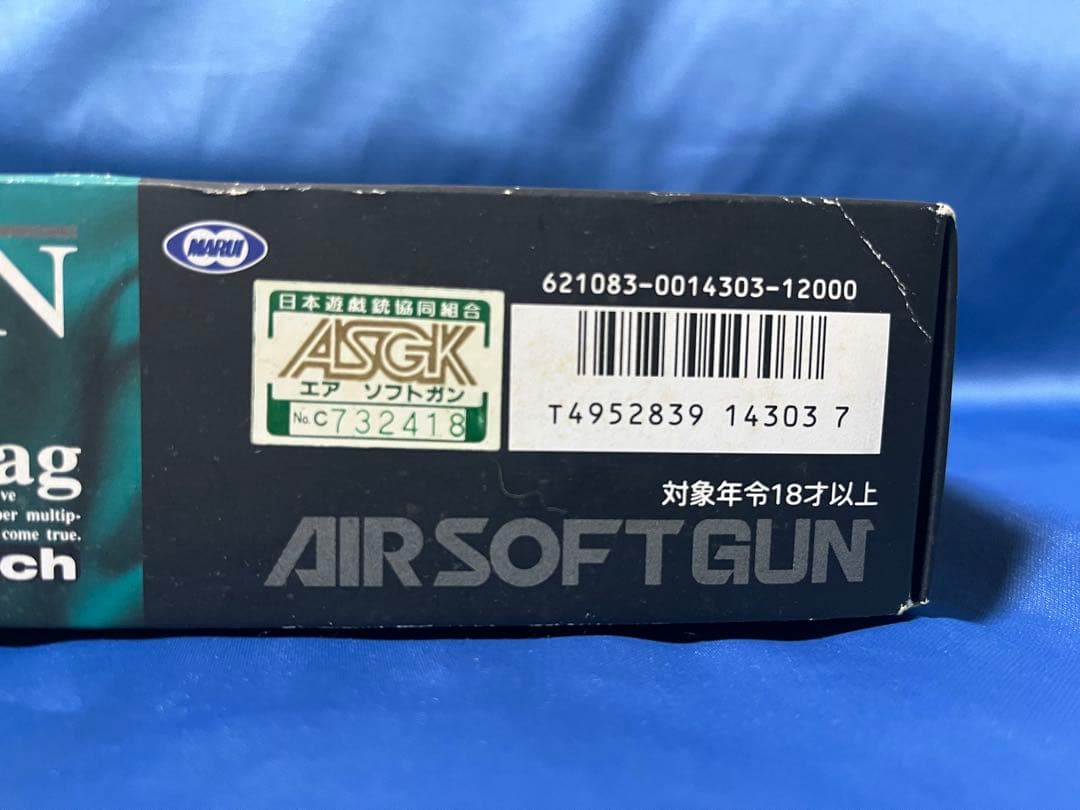 N
ag
ve
per multip-
come true.
ch
MARUI
日本遊戯銃協同組合
ASGK
エア ソフトガン
No.C732418
621083-0014303-12000
T4952839 14303 7
対象年令18才以上
AIRSOFTGUN